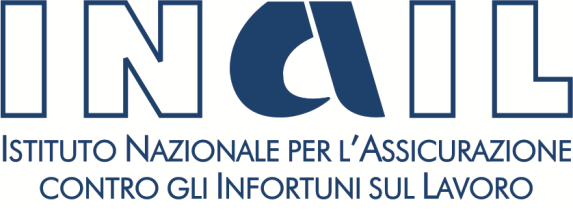 INAIL
ISTITUTO NAZIONALE PER L'ASSICURAZIONE
CONTRO GLI INFORTUNI SUL LAVORO